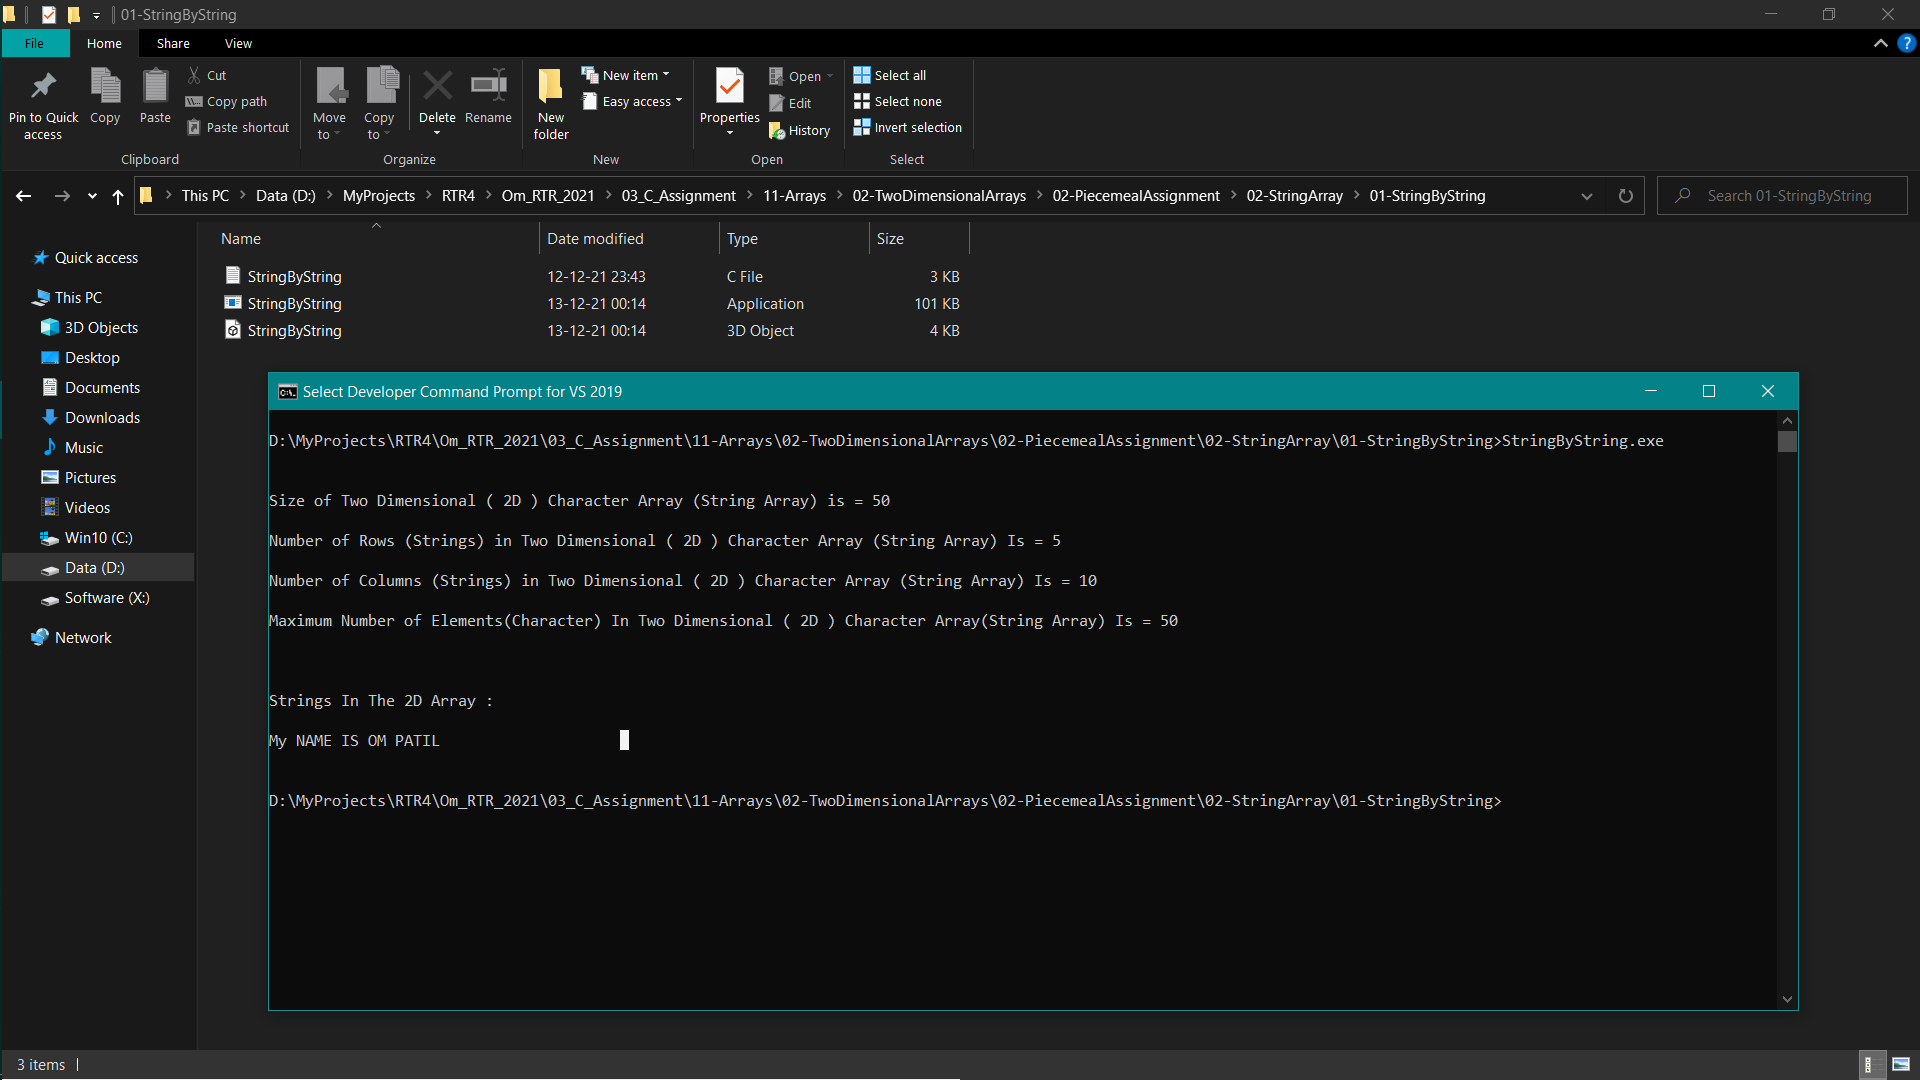 01-StringByString
File Home Share View
Pin to Quick access
Copy
Paste
Cut
Copy path
Paste shortcut
Clipboard
Move to
Copy to
Delete
Rename
Organize
New folder
New item
Easy access
New
Properties
Open
Edit
History
Open
Select all
Select none
Invert selection
Select
This PC > Data (D:) > MyProjects > RTR4 > Om_RTR_2021 > 03_C_Assignment > 11-Arrays > 02-TwoDimensionalArrays > 02-PiecemealAssignment > 02-StringArray > 01-StringByString
Search 01-StringByString
Name Date modified Type Size
StringByString 12-12-21 23:43 C File 3 KB
StringByString 13-12-21 00:14 Application 101 KB
StringByString 13-12-21 00:14 3D Object 4 KB
Quick access
This PC
3D Objects
Desktop
Documents
Downloads
Music
Pictures
Videos
Win10 (C:)
Data (D:)
Software (X:)
Network
Select Developer Command Prompt for VS 2019
D:\MyProjects\RTR4\Om_RTR_2021\03_C_Assignment\11-Arrays\02-TwoDimensionalArrays\02-PiecemealAssignment\02-StringArray\01-StringByString>StringByString.exe
Size of Two Dimensional ( 2D ) Character Array (String Array) is = 50
Number of Rows (Strings) in Two Dimensional ( 2D ) Character Array (String Array) Is = 5
Number of Columns (Strings) in Two Dimensional ( 2D ) Character Array (String Array) Is = 10
Maximum Number of Elements(Character) In Two Dimensional ( 2D ) Character Array(String Array) Is = 50
Strings In The 2D Array :
My NAME IS OM PATIL
D:\MyProjects\RTR4\Om_RTR_2021\03_C_Assignment\11-Arrays\02-TwoDimensionalArrays\02-PiecemealAssignment\02-StringArray\01-StringByString>
3 items